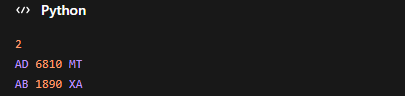 </> Python
2
AD 6810 MT
AB 1890 XA